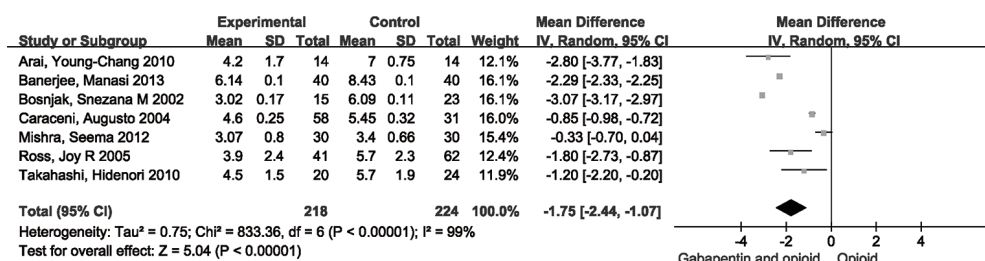 Experimental Control Mean Difference Mean Difference
Study or Subgroup Mean SD Total Mean SD Total Weight IV, Random, 95% CI IV, Random, 95% CI
Arai, Young-Chang 2010 4.2 1.7 14 7 0.75 14 12.1% -2.80 [-3.77, -1.83]
Banerjee, Manasi 2013 6.14 0.1 40 8.43 0.1 40 16.2% -2.29 [-2.33, -2.25]
Bosnjak, Snezana M 2002 3.02 0.17 15 6.09 0.11 23 16.1% -3.07 [-3.17, -2.97]
Caraceni, Augusto 2004 4.6 0.25 58 5.45 0.32 31 16.0% -0.85 [-0.98, -0.72]
Mishra, Seema 2012 3.07 0.8 30 3.4 0.66 30 15.4% -0.33 [-0.70, 0.04]
Ross, Joy R 2005 3.9 2.4 41 5.7 2.3 62 12.4% -1.80 [-2.73, -0.87]
Takahashi, Hidenori 2010 4.5 1.5 20 5.7 1.9 24 11.9% -1.20 [-2.20, -0.20]
Total (95% CI) 218 224 100.0% -1.75 [-2.44, -1.07]
Heterogeneity: Tau² = 0.75; Chi² = 833.36, df = 6 (P < 0.00001); I² = 99%
Test for overall effect: Z = 5.04 (P < 0.00001)
-4 -2 0 2 4
Gabapentin and opioid Opioid